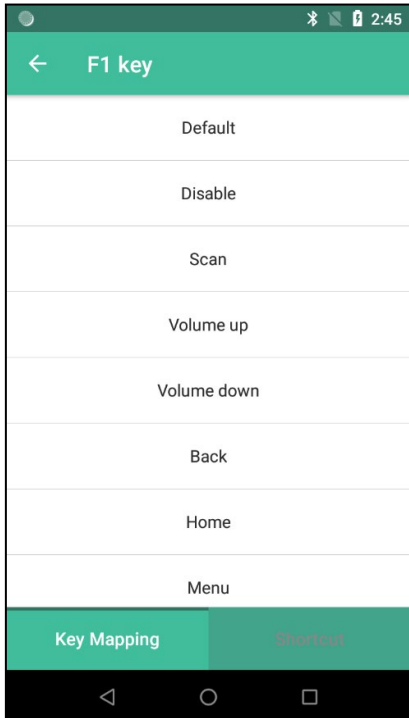 2:45
F1 key
Default
Disable
Scan
Volume up
Volume down
Back
Home
Menu
Key Mapping
Shortcut